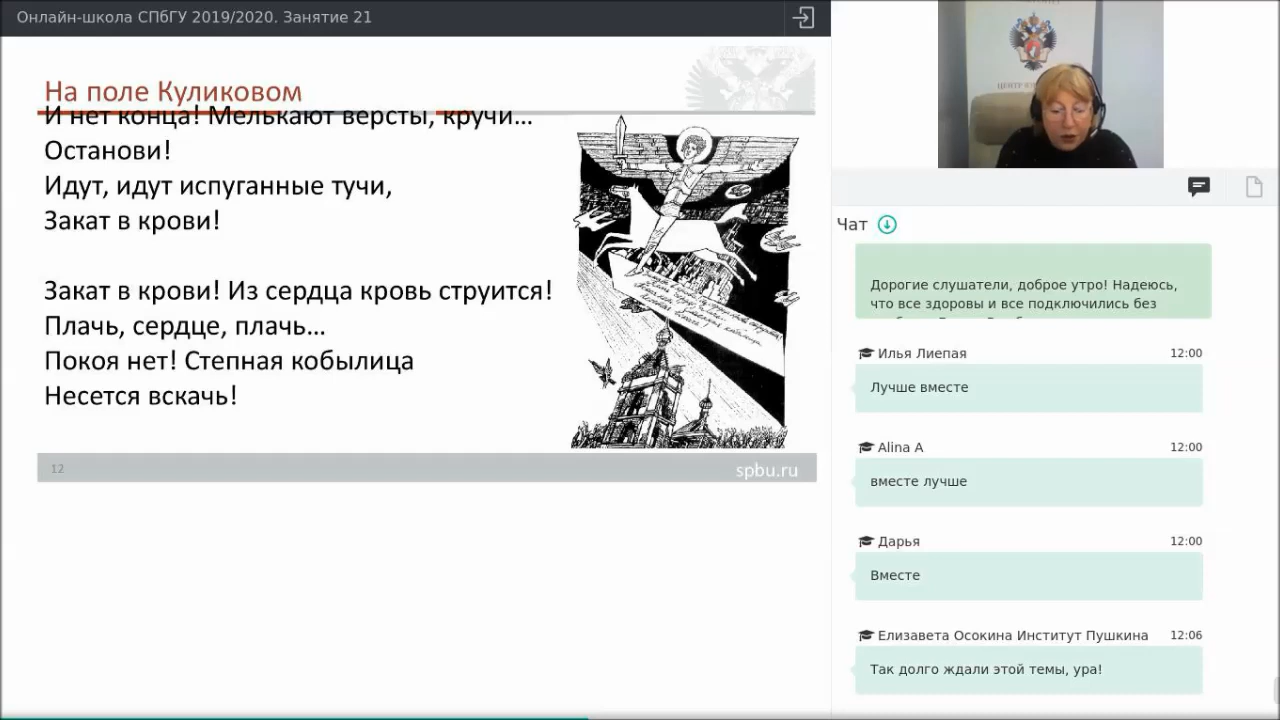 Онлайн-школа СПбГУ 2019/2020. Занятие 21
На поле Куликовом
И нет конца! Мелькают версты, кручи…
Останови!
Идут, идут испуганные тучи,
Закат в крови!
Закат в крови! Из сердца кровь струится!
Плачь, сердце, плачь…
Покоя нет! Степная кобылица
Несется вскачь!
12
spbu.ru
Чат
Дорогие слушатели, доброе утро! Надеюсь,
что все здоровы и все подключились без
Илья Лиепая 12:00
Лучше вместе
Alina A 12:00
вместе лучше
Дарья 12:00
Вместе
Елизавета Осокина Институт Пушкина 12:06
Так долго ждали этой темы, ура!